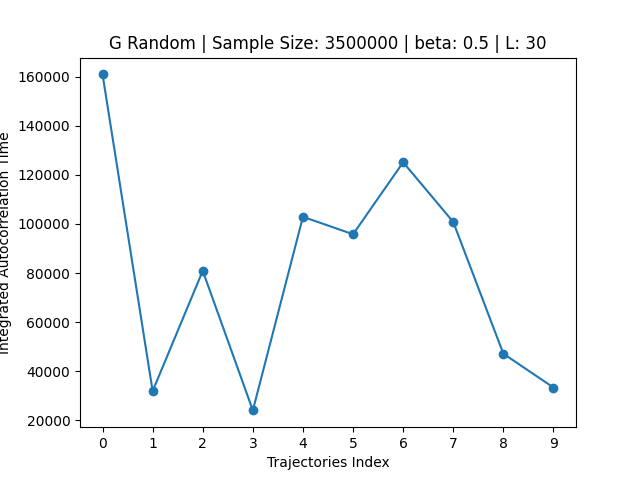 G Random | Sample Size: 3500000 | beta: 0.5 | L: 30
160000
140000
120000
100000
80000
60000
40000
20000
Integrated Autocorrelation Time
0 1 2 3 4 5 6 7 8 9
Trajectories Index